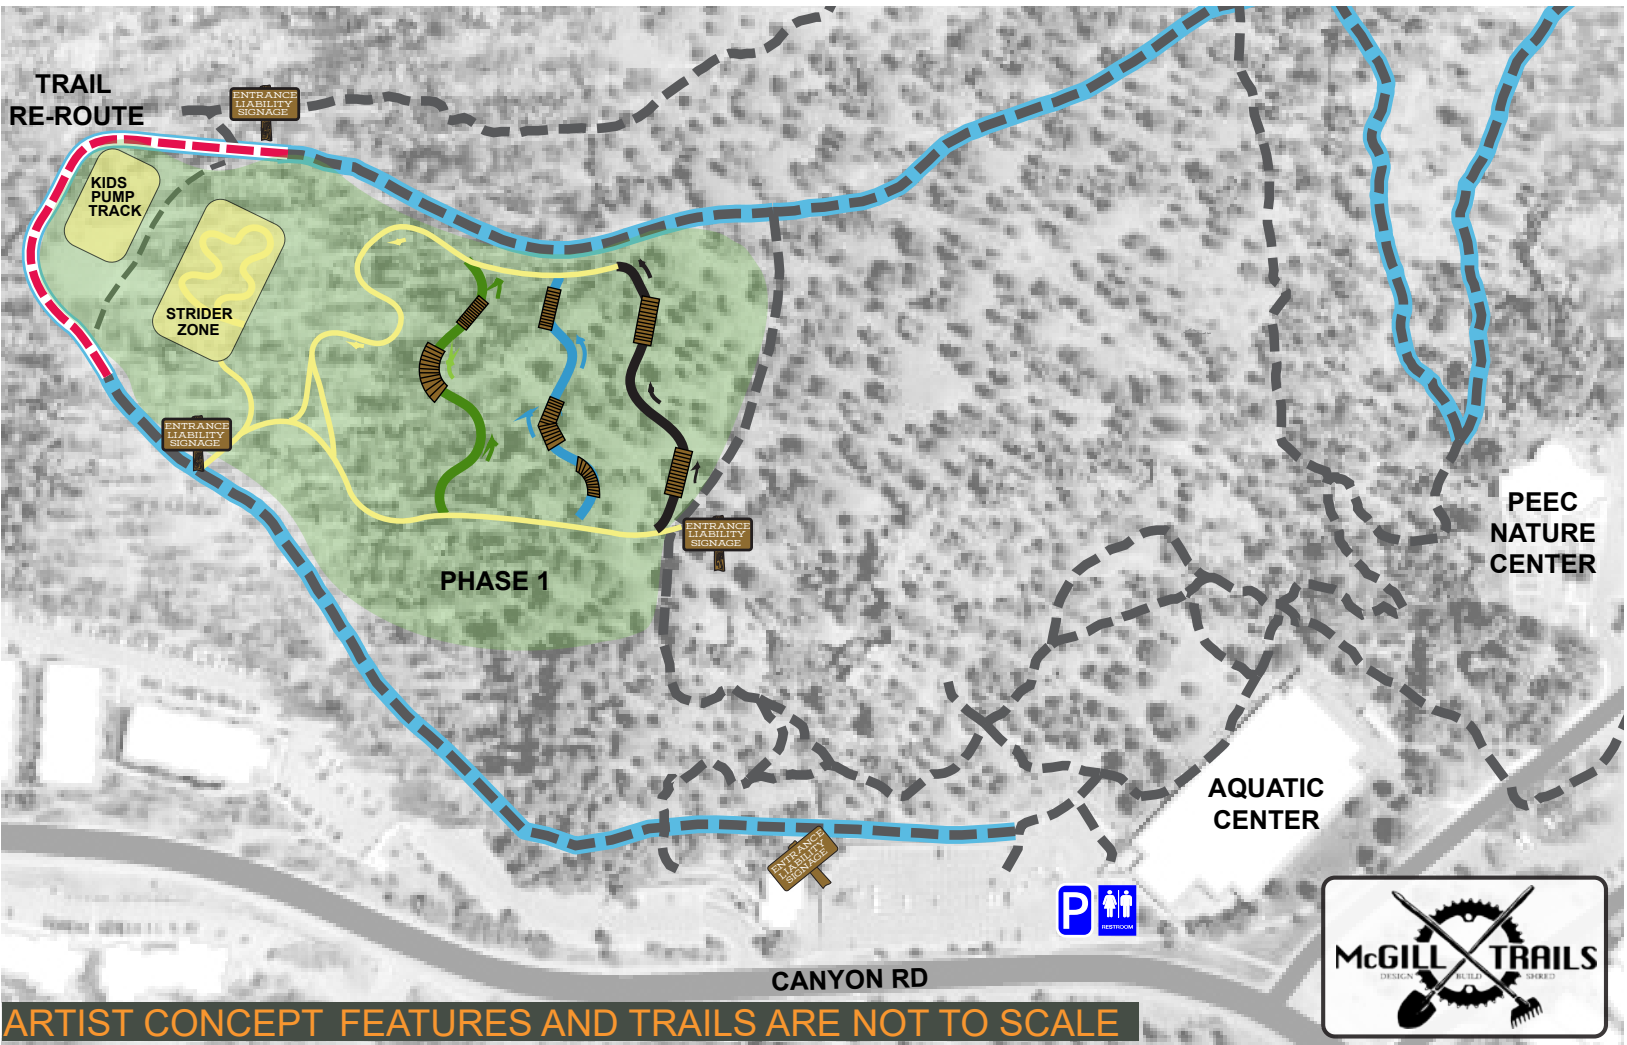 TRAIL
RE-ROUTE
ENTRANCE
LIABILITY
SIGNAGE
KIDS
PUMP
TRACK
STRIDER
ZONE
ENTRANCE
LIABILITY
SIGNAGE
ENTRANCE
LIABILITY
SIGNAGE
PHASE 1
PEEC
NATURE
CENTER
AQUATIC
CENTER
ENTRANCE
LIABILITY
SIGNAGE
P
RESTROOM
CANYON RD
McGILL TRAILS
DESIGN BUILD SHRED
ARTIST CONCEPT FEATURES AND TRAILS ARE NOT TO SCALE